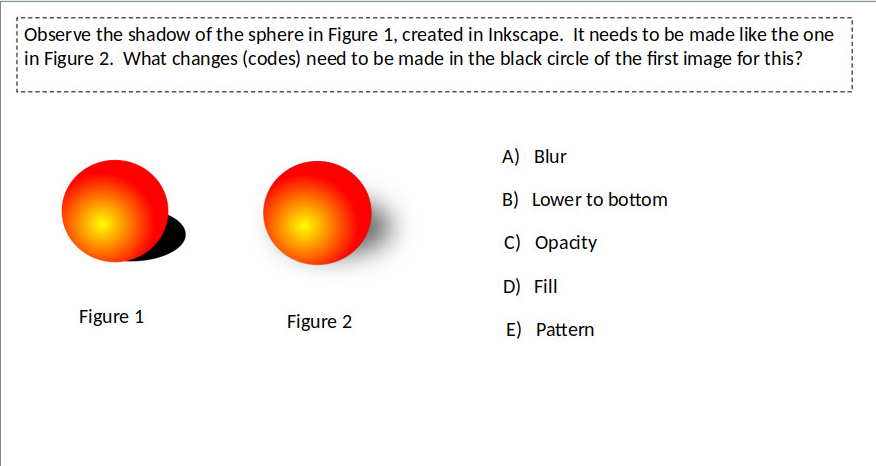 Observe the shadow of the sphere in Figure 1, created in Inkscape.  It needs to be made like the one
in Figure 2.  What changes (codes) need to be made in the black circle of the first image for this?
A)  Blur
B)  Lower to bottom
C)  Opacity
D)  Fill
E)  Pattern
Figure 1
Figure 2